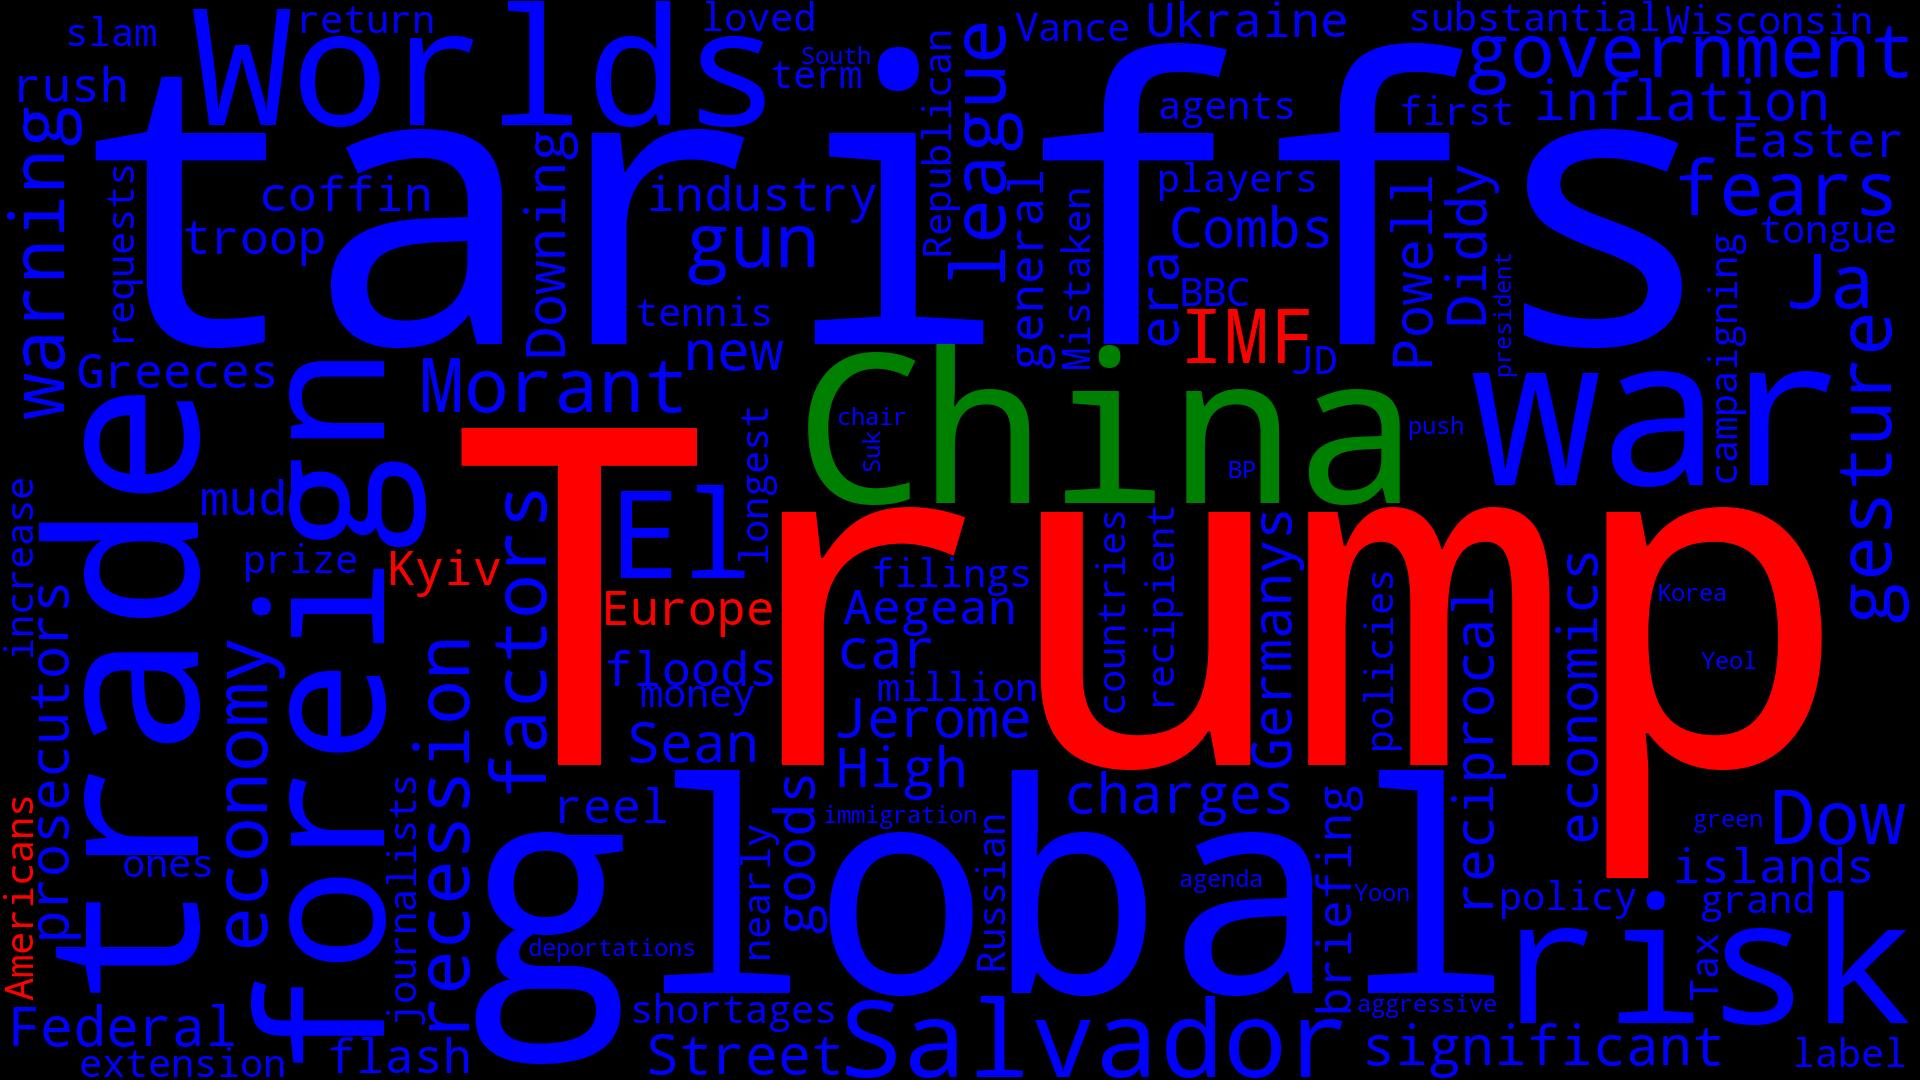 slam
return
Worlds
loved
South
term
Vance
Ukraine
substantial
Wisconsin
government
rush
tariffs
Republican
league
agents
first
inflation
Easter
warning
requests
coffin
troop
Downing
industry
gun
general
Mistaken
players
Combs
era
BBC
Powell
Diddy
president
fears
tongue
campaigning
Ja
tennis
new
IMF
JD
gesture
Greeces
Morant
China
chair
Suk
BP
push
war
trade
foreign
mud
prize
Kyiv
factors
El
longest
Trump
Europe
filings
Aegean
car
floods
money
million
Jerome
Sean
High
countries
recipient
Germanys
policies
reciprocal
economics
Korea
Yeol
increase
prosecutors
economy
recession
journalists
Americans
ones
reel
global
nearly
goods
immigration
charges
Russian
agenda
briefing
Yoon
green
Dow
islands
policy
grand
risk
Tax
deportations
shortages
aggressive
Federal
extension
flash
Street
Salvador
significant
label